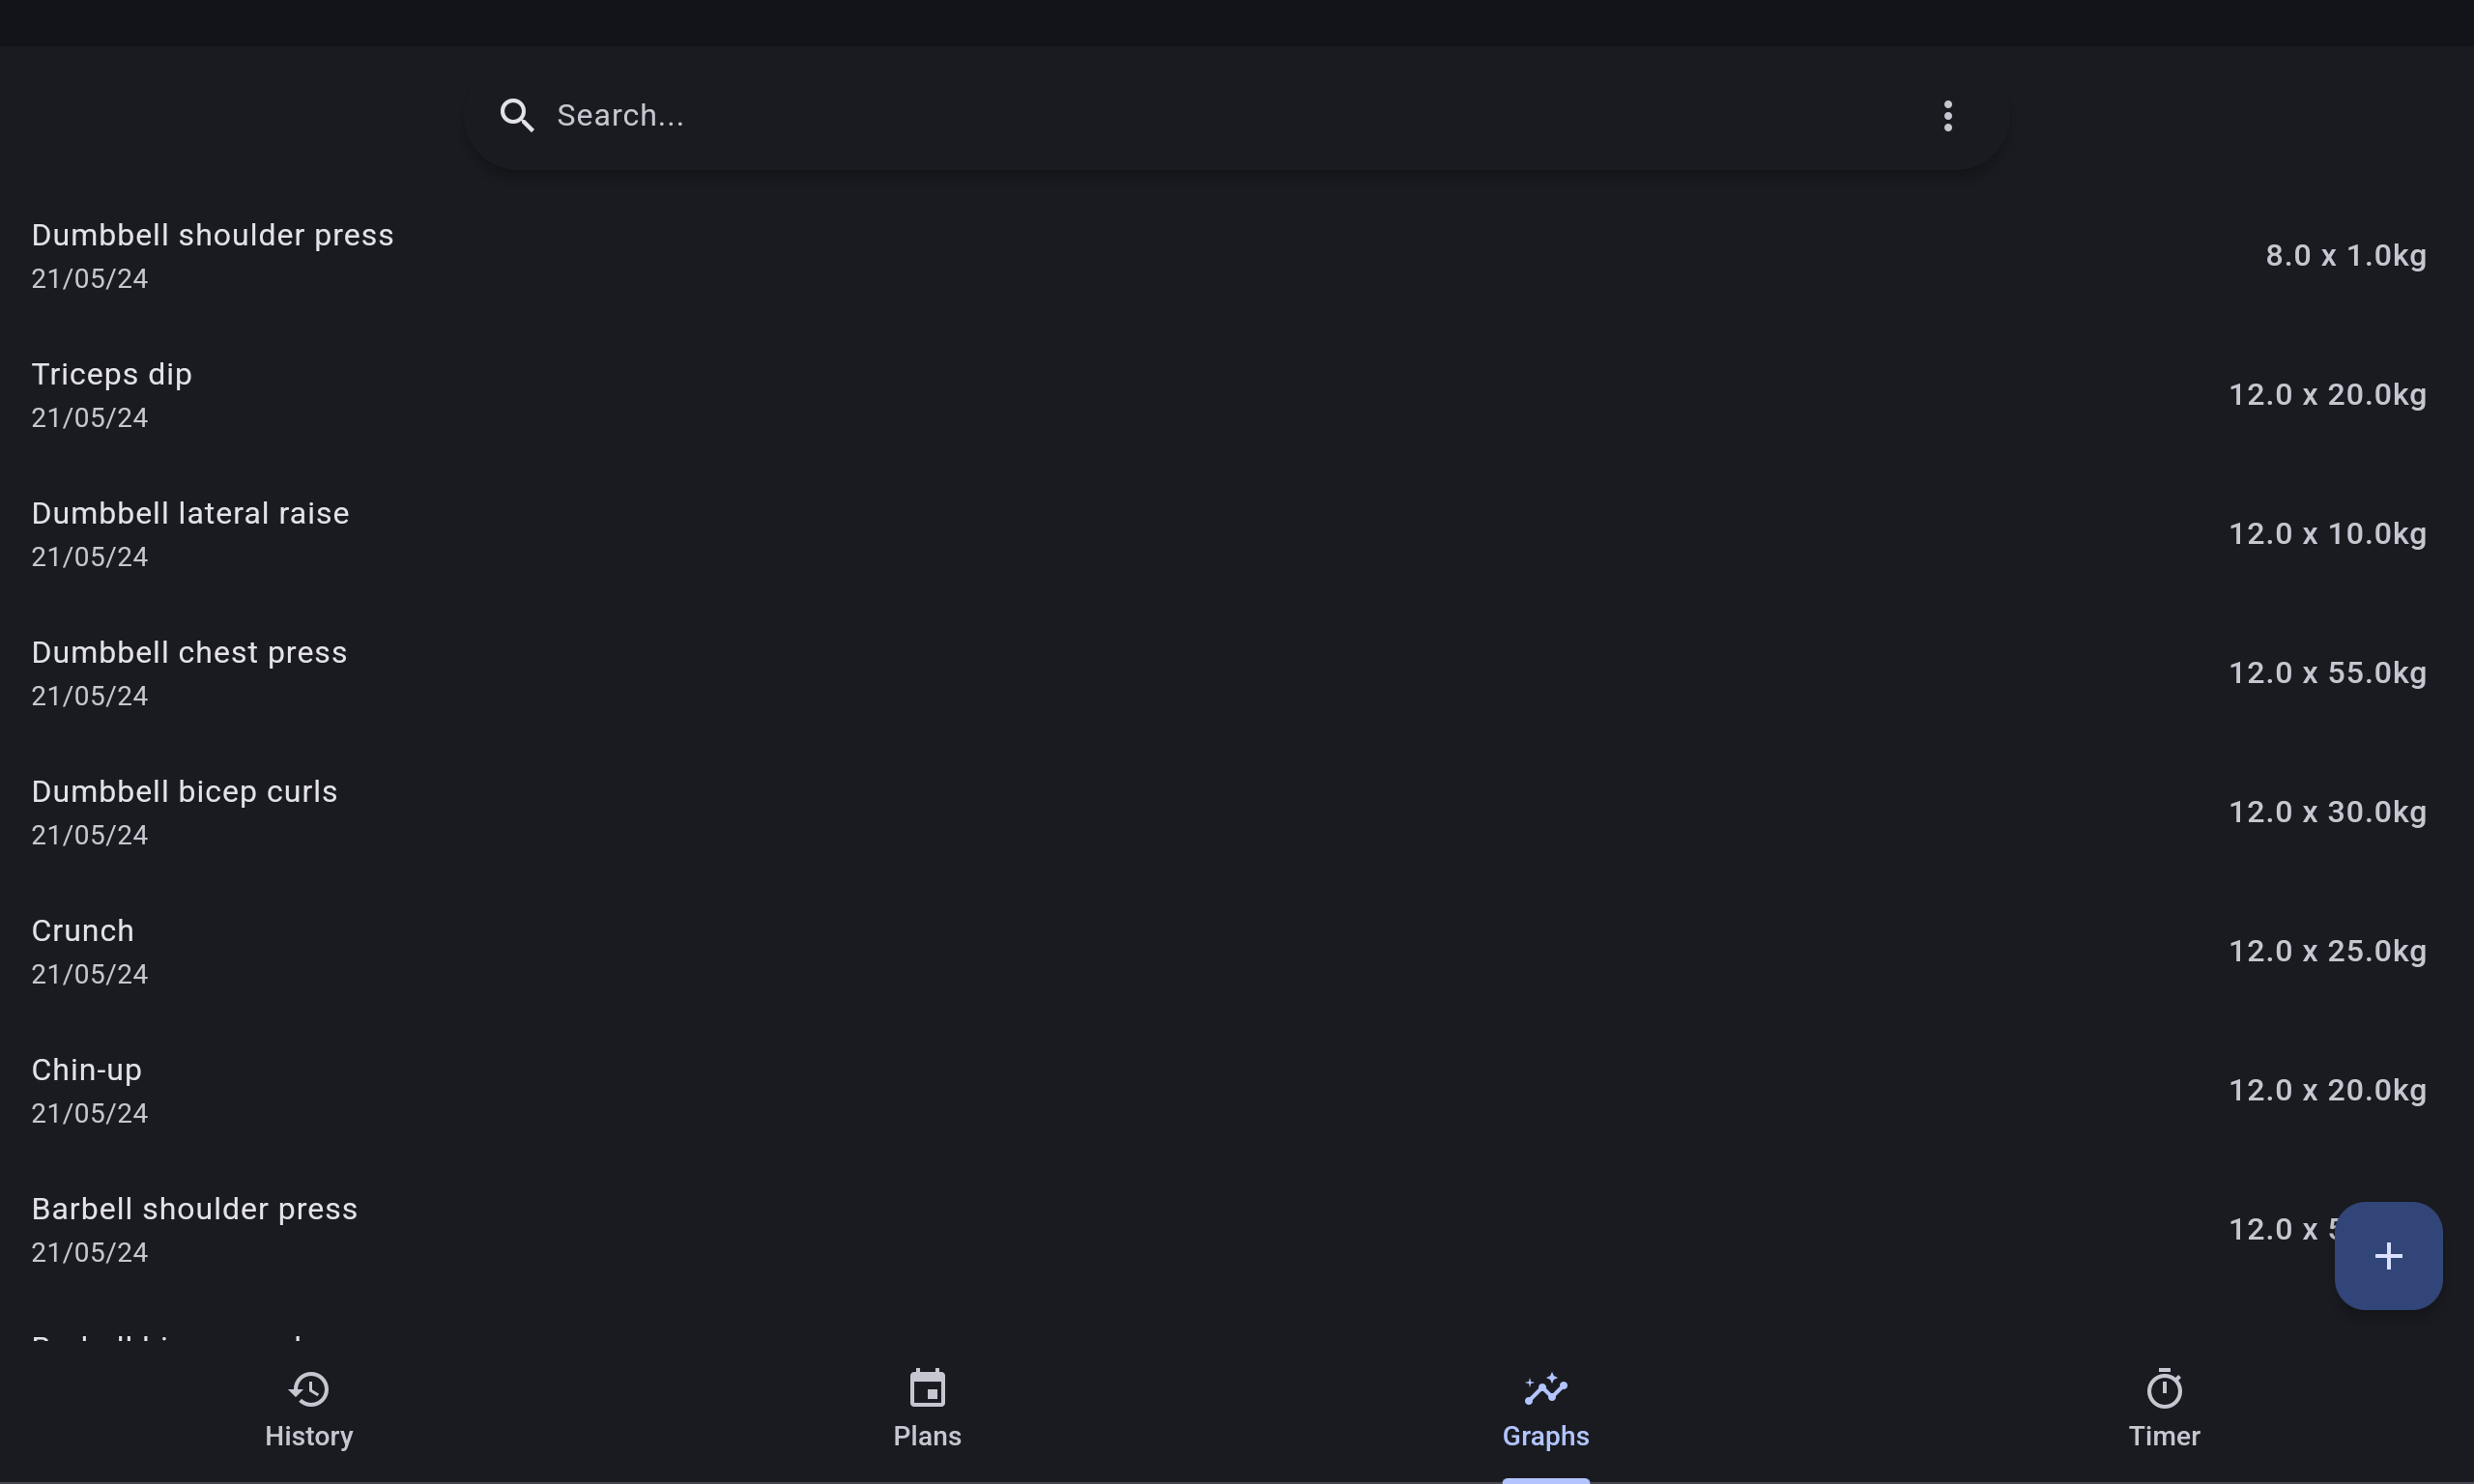 Search...
Dumbbell shoulder press
21/05/24
8.0 x 1.0kg
Triceps dip
21/05/24
12.0 x 20.0kg
Dumbbell lateral raise
21/05/24
12.0 x 10.0kg
Dumbbell chest press
21/05/24
12.0 x 55.0kg
Dumbbell bicep curls
21/05/24
12.0 x 30.0kg
Crunch
21/05/24
12.0 x 25.0kg
Chin-up
21/05/24
12.0 x 20.0kg
Barbell shoulder press
21/05/24
12.0 x
History
Plans
Graphs
Timer